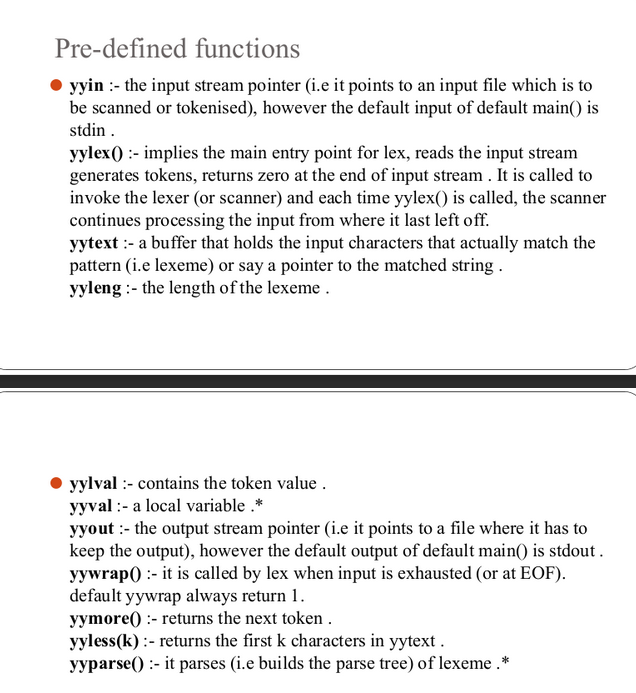 Pre-defined functions
yyin :- the input stream pointer (i.e it points to an input file which is to
be scanned or tokenised), however the default input of default main() is
stdin .
yylex() :- implies the main entry point for lex, reads the input stream
generates tokens, returns zero at the end of input stream . It is called to
invoke the lexer (or scanner) and each time yylex() is called, the scanner
continues processing the input from where it last left off.
yytext :- a buffer that holds the input characters that actually match the
pattern (i.e lexeme) or say a pointer to the matched string .
yyleng :- the length of the lexeme .
yylval :- contains the token value .
yyval :- a local variable .*
yyout :- the output stream pointer (i.e it points to a file where it has to
keep the output), however the default output of default main() is stdout .
yywrap() :- it is called by lex when input is exhausted (or at EOF).
default yywrap always return 1.
yymore() :- returns the next token .
yyless(k) :- returns the first k characters in yytext .
yyparse() :- it parses (i.e builds the parse tree) of lexeme .*